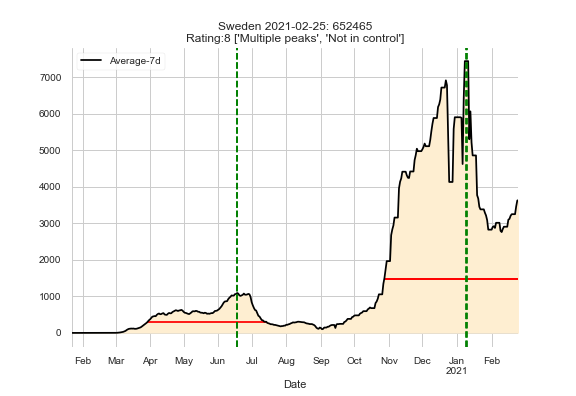 Sweden 2021-02-25: 652465
Rating:8 ['Multiple peaks', 'Not in control']
Average-7d
7000
6000
5000
4000
3000
2000
1000
0
Feb Mar Apr May Jun Jul Aug Sep Oct Nov Dec Jan Feb
2021
Date